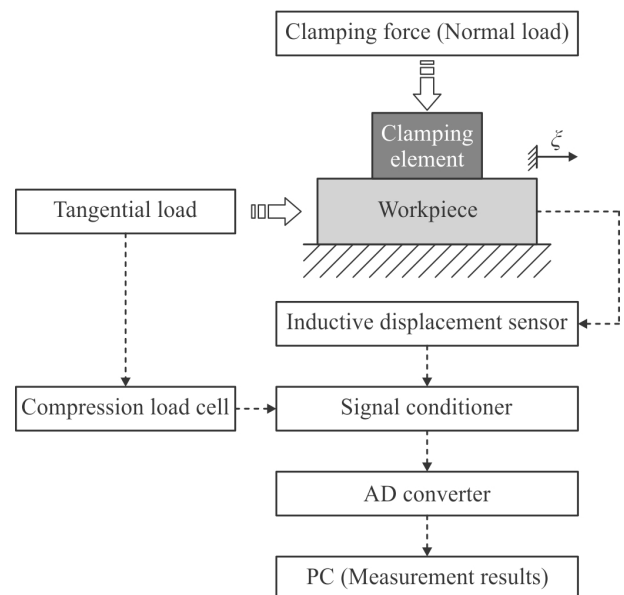 Clamping force (Normal load)
Clamping
element
ξ
Tangential load
Workpiece
Inductive displacement sensor
Compression load cell
Signal conditioner
AD converter
PC (Measurement results)